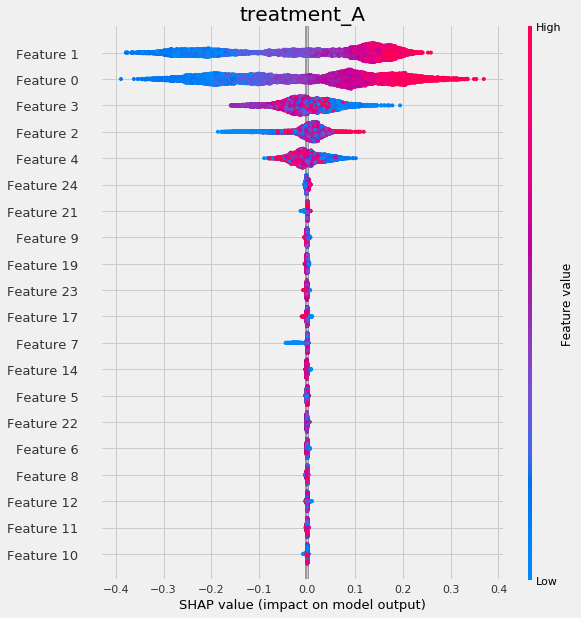 treatment_A
High
Feature 1
Feature 0
Feature 3
Feature 2
Feature 4
Feature 24
Feature 21
Feature 9
Feature 19
Feature 23
Feature 17
Feature 7
Feature 14
Feature 5
Feature 22
Feature 6
Feature 8
Feature 12
Feature 11
Feature 10
Feature value
Low
−0.4 −0.3 −0.2 −0.1 0.0 0.1 0.2 0.3 0.4
SHAP value (impact on model output)